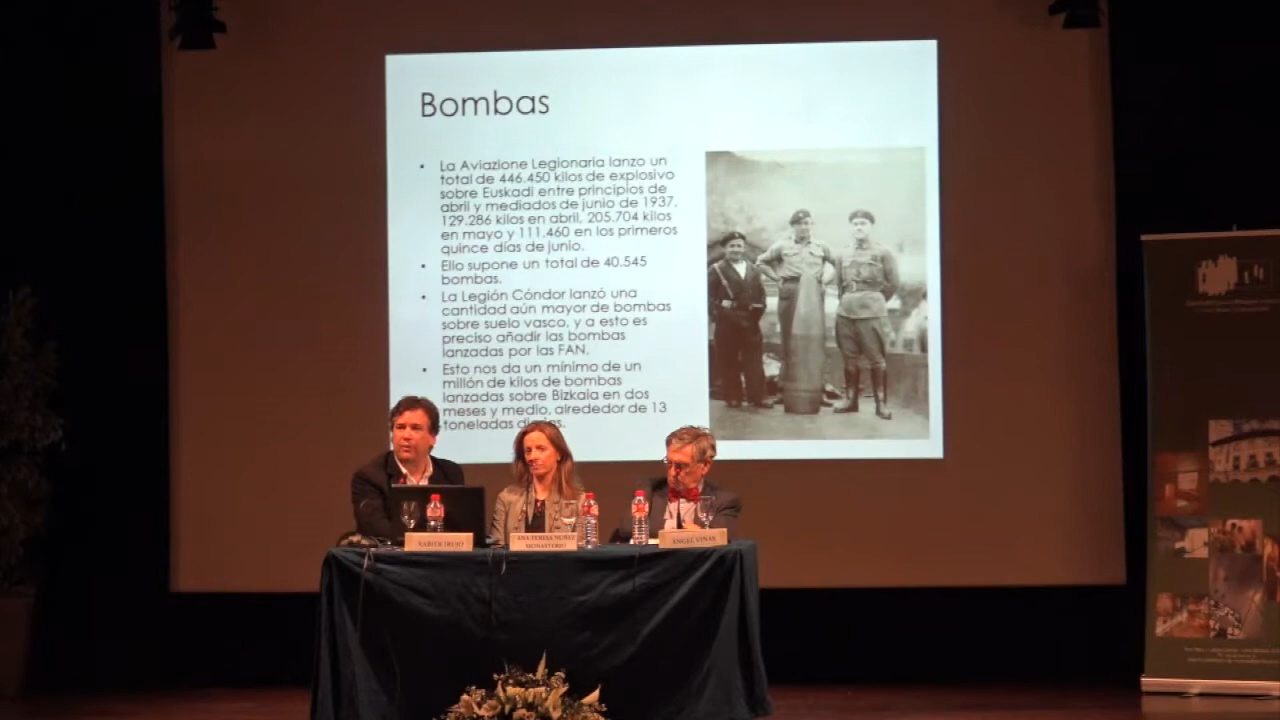 Bombas
• La Aviazione Legionaria lanzo un
total de 446.450 kilos de explosivo
sobre Euskadi entre principios de
abril y mediados de junio de 1937,
129.286 kilos en abril, 205.704 kilos
en mayo y 111.460 en los primeros
quince días de junio.
• Ello supone un total de 40.545
bombas.
• La Legión Cóndor lanzó una
cantidad aún mayor de bombas
sobre suelo vasco, y a esto es
preciso añadir las bombas
lanzadas por las FAN.
• Esto nos da un mínimo de un
millón de kilos de bombas
lanzadas sobre Bizkaia en dos
meses y medio, alrededor de 13
toneladas diarias.
XABIER IRUJO
ANA TERESA NUÑEZ
MONASTERIO
ANGEL VIÑAS